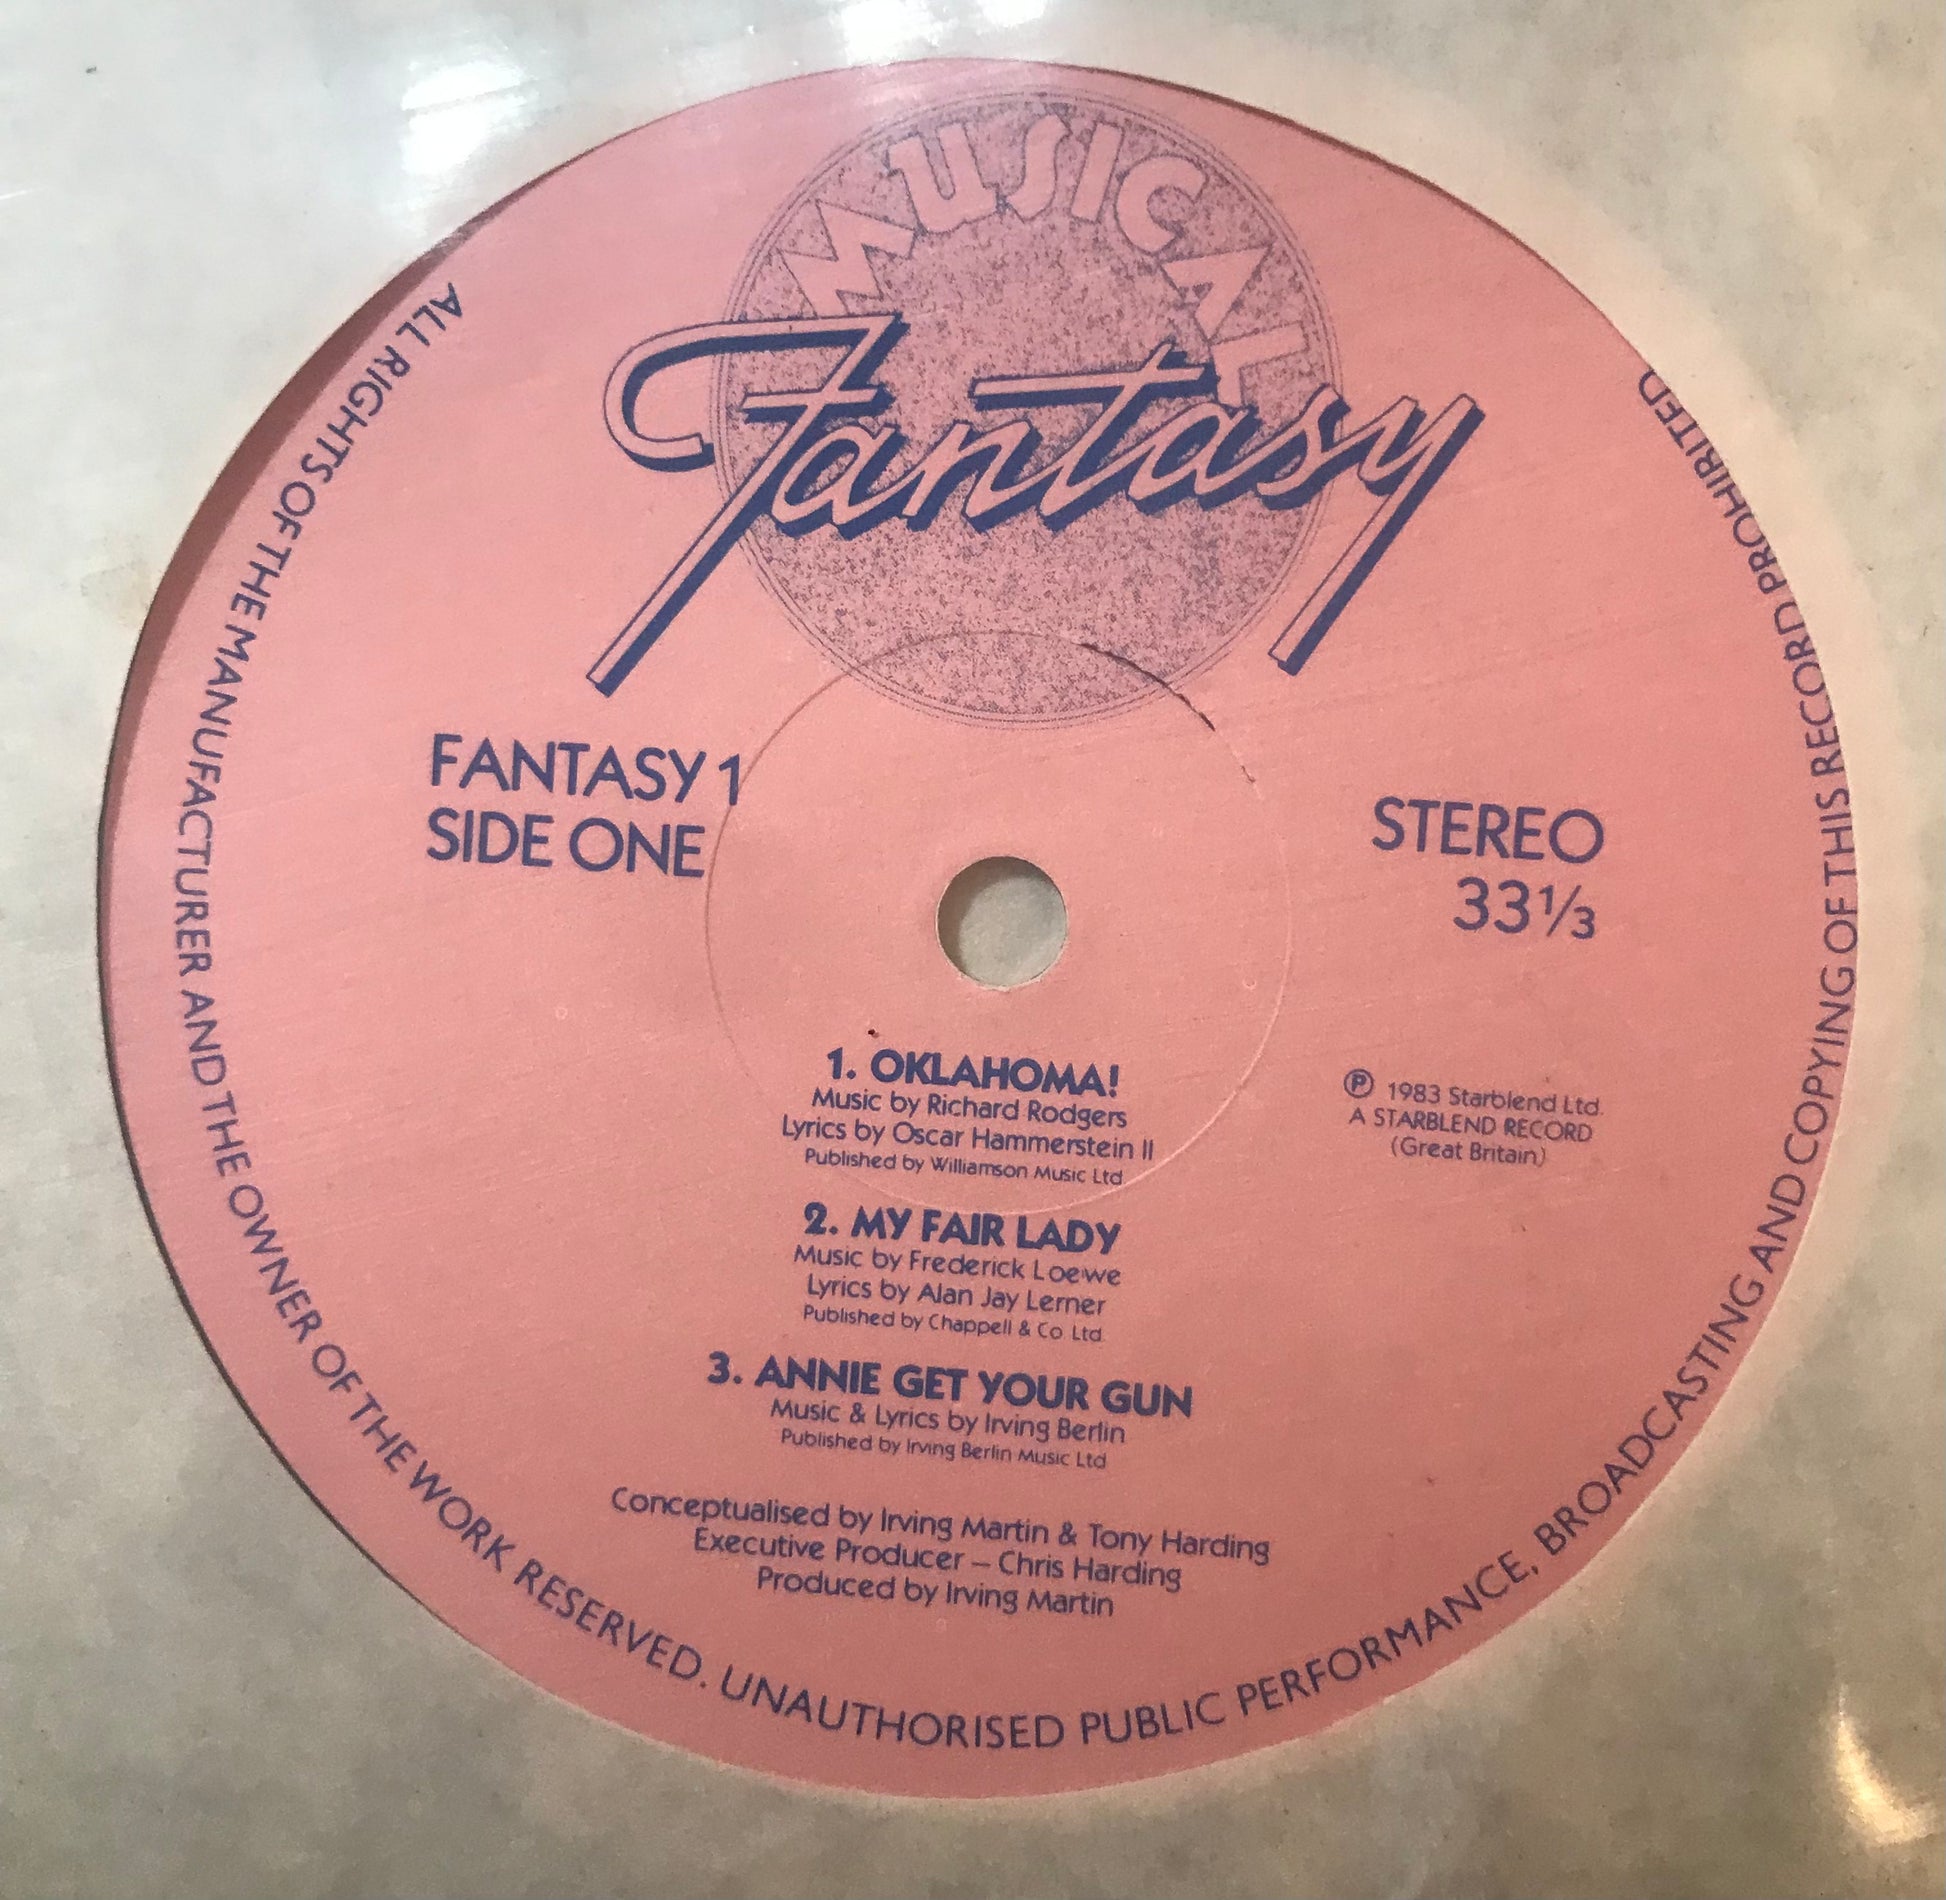 MUSICAL
Fantasy
FANTASY 1
SIDE ONE
STEREO
33 1/3
1. OKLAHOMA!
Music by Richard Rodgers
Lyrics by Oscar Hammerstein II
Published by Williamson Music Ltd
2. MY FAIR LADY
Music by Frederick Loewe
Lyrics by Alan Jay Lerner
Published by Chappell & Co Ltd.
3. ANNIE GET YOUR GUN
Music & Lyrics by Irving Berlin
Published by Irving Berlin Music Ltd
Ⓟ 1983 Starblend Ltd.
A STARBLEND RECORD
(Great Britain)
Conceptualised by Irving Martin & Tony Harding
Executive Producer – Chris Harding
Produced by Irving Martin
ALL RIGHTS OF THE MANUFACTURER AND THE OWNER OF THE WORK RESERVED. UNAUTHORISED PUBLIC PERFORMANCE, BROADCASTING AND COPYING OF THIS RECORD PROHIBITED